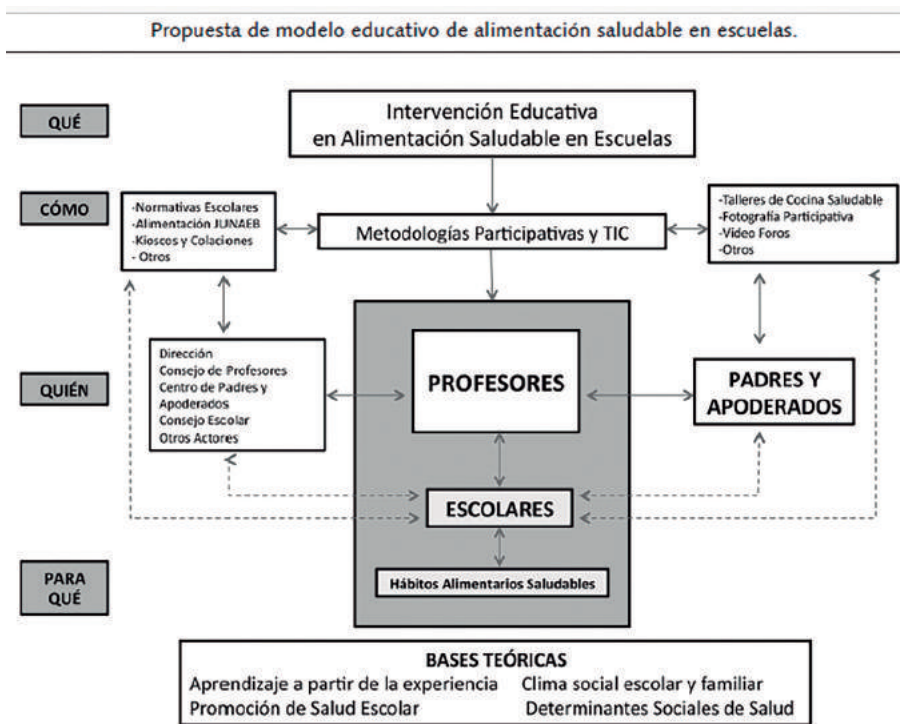 Propuesta de modelo educativo de alimentación saludable en escuelas.
QUÉ
Intervención Educativa
en Alimentación Saludable en Escuelas
CÓMO
-Normativas Escolares
-Alimentación JUNAEB
-Kioscos y Colaciones
- Otros
Metodologías Participativas y TIC
-Talleres de Cocina Saludable
-Fotografía Participativa
-Video Foros
-Otros
QUIÉN
Dirección
Consejo de Profesores
Centro de Padres y
Apoderados
Consejo Escolar
Otros Actores
PROFESORES
PADRES Y
APODERADOS
ESCOLARES
PARA
QUÉ
Hábitos Alimentarios Saludables
BASES TEÓRICAS
Aprendizaje a partir de la experiencia Clima social escolar y familiar
Promoción de Salud Escolar Determinantes Sociales de Salud